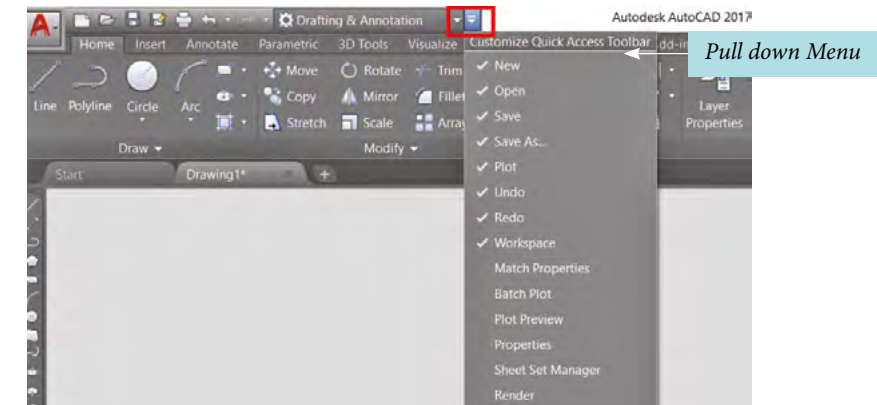 A
Drafting & Annotation
Autodesk AutoCAD 2017
Home Insert Annotate Parametric 3D Tools Visualize
Customize Quick Access Toolbar
Pull down Menu
Line Polyline Circle Arc
Move Rotate Trim
Copy Mirror Fillet
Stretch Scale Array
Layer
Properties
Draw Modify
Start Drawing1* +
New
Open
Save
Save As...
Plot
Undo
Redo
Workspace
Match Properties
Batch Plot
Plot Preview
Properties
Sheet Set Manager
Render